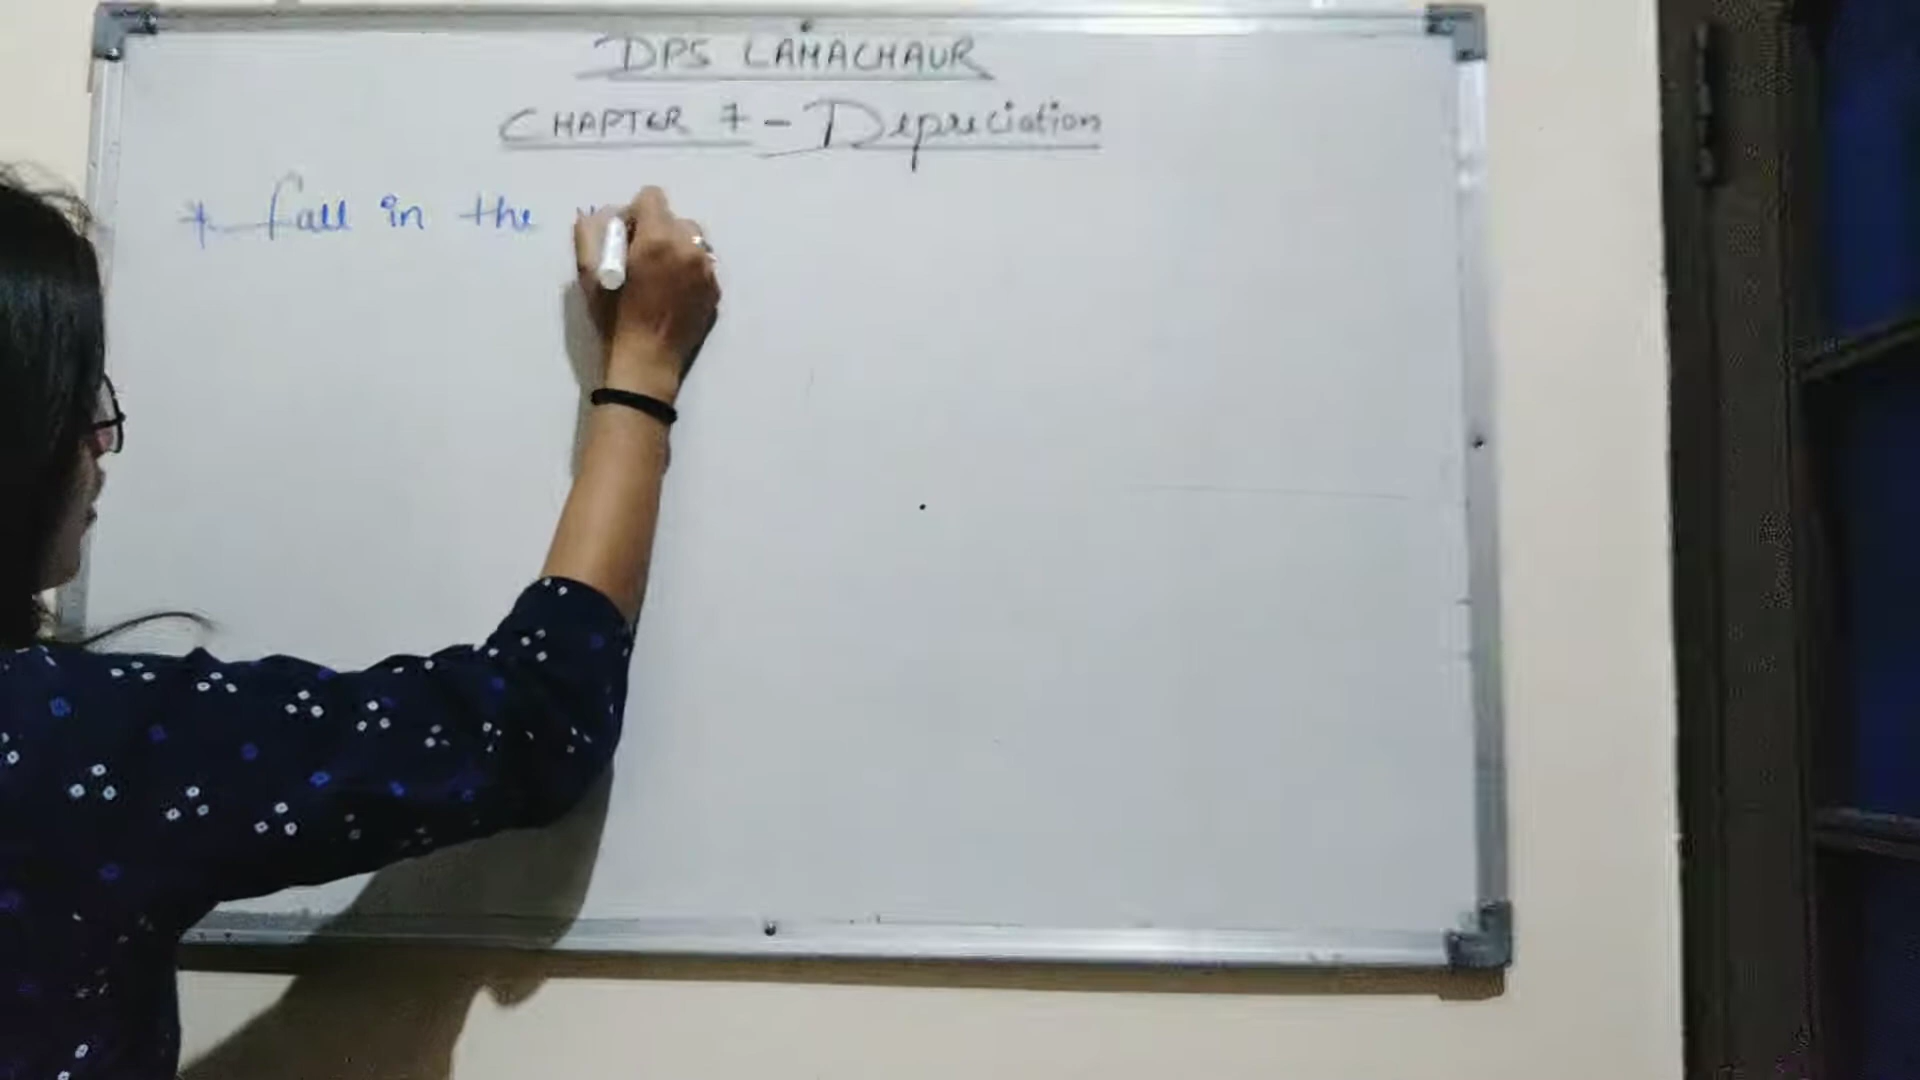 DPS LAMACHAUR
CHAPTER 7 - Depreciation
* fall in the